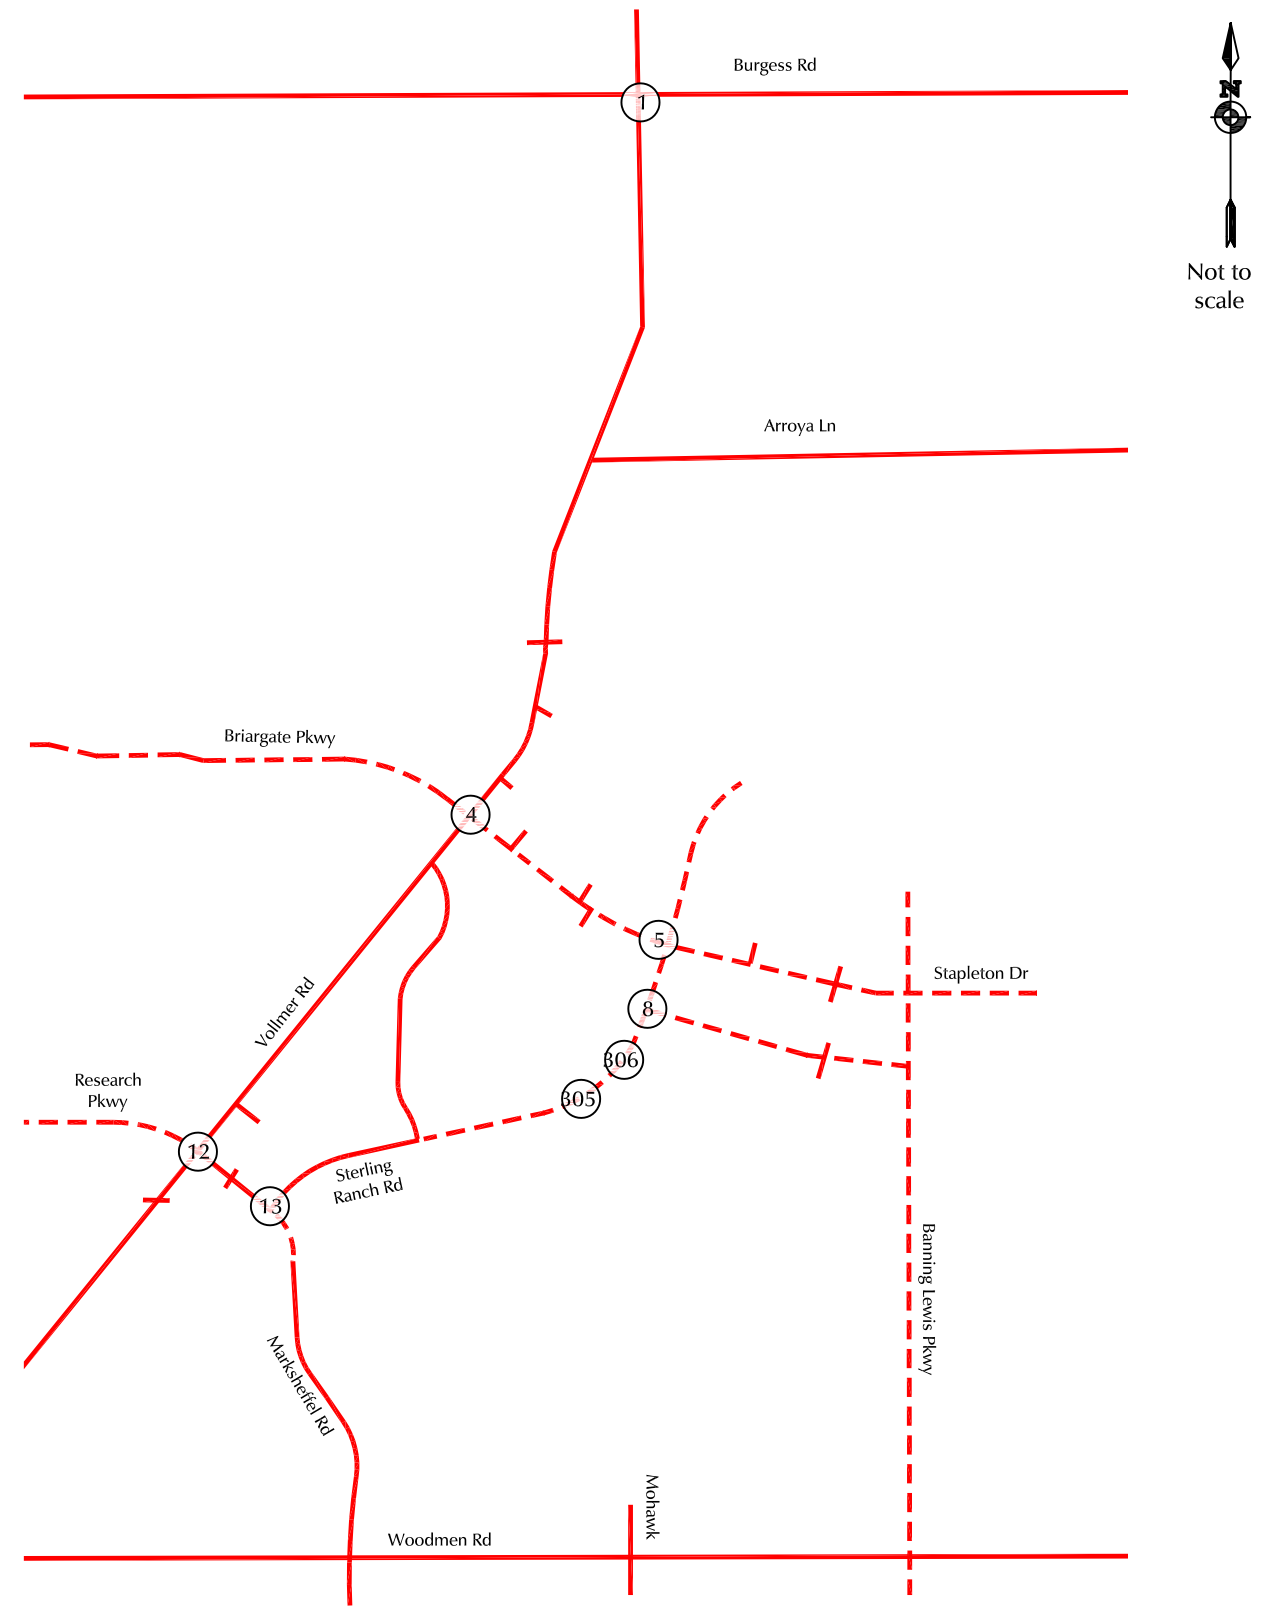 Burgess Rd
N
1
Not to
scale
Arroya Ln
Briargate Pkwy
4
5
Stapleton Dr
Vollmer Rd
8
306
Research
Pkwy
305
12
Sterling
Ranch Rd
13
Banning Lewis Pkwy
Marksheffel Rd
Mohawk
Woodmen Rd